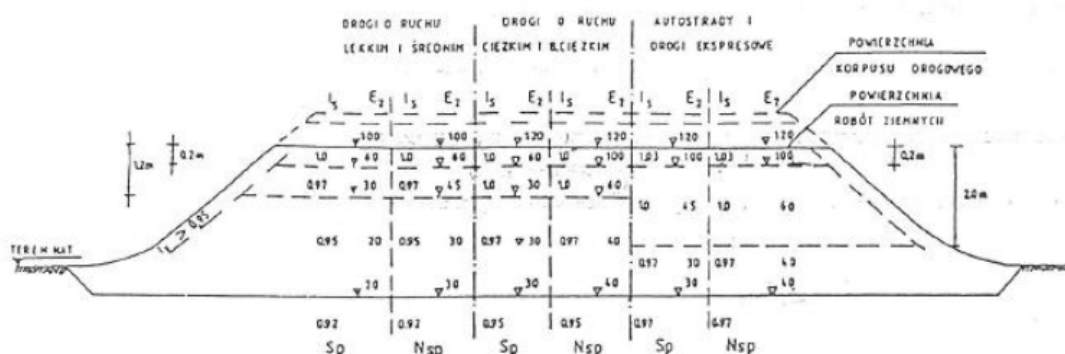 DROGI O RUCHU DROGI O RUCHU AUTOSTRADY I
LEKKIM I ŚREDNIM CIĘŻKIM I B.CIĘŻKIM DROGI EKSPRESOWE
POWIERZCHNIA
KORPUSU DROGOWEGO
Is E2 Is E2 Is E2 Is E2 Is E2 Is E2
POWIERZCHNIA
ROBÓT ZIEMNYCH
100 100 120 120 120 120
1,2m 0,2m 1,0 60 1,0 60 1,0 60 1,0 100 1,03 100 1,03 100 0,2m
0,97 30 0,97 45 1,0 30 1,0 60
Is ≥ 0,95 1,0 45 1,0 60 2,0m
TEREN NAT. 0,95 20 0,95 30 0,97 30 0,97 40
0,97 30 0,97 40
20 30 30 40 30 40
0,92 0,92 0,95 0,95 0,97 0,97
Sp Nsp Sp Nsp Sp Nsp